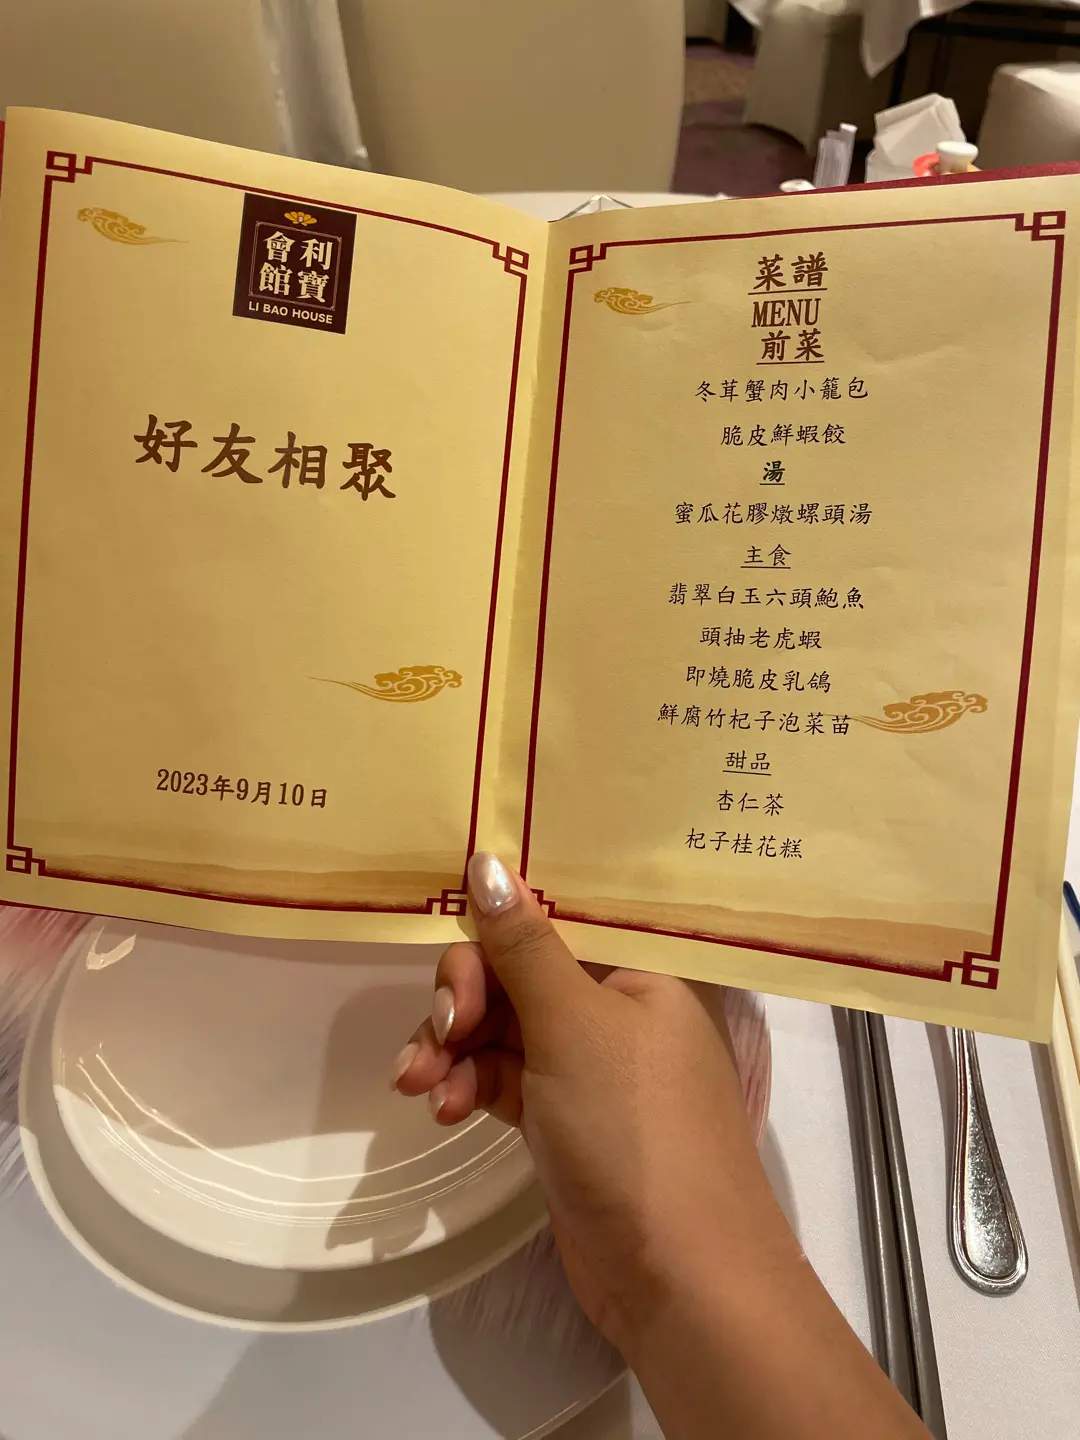 會利
館寶
LI BAO HOUSE
好友相聚
2023年9月10日
菜譜
MENU
前菜
冬茸蟹肉小籠包
脆皮鮮蝦餃
湯
蜜瓜花膠燉螺頭湯
主食
翡翠白玉六頭鮑魚
頭抽老虎蝦
即燒脆皮乳鴿
鮮腐竹杞子泡菜苗
甜品
杏仁茶
杞子桂花糕